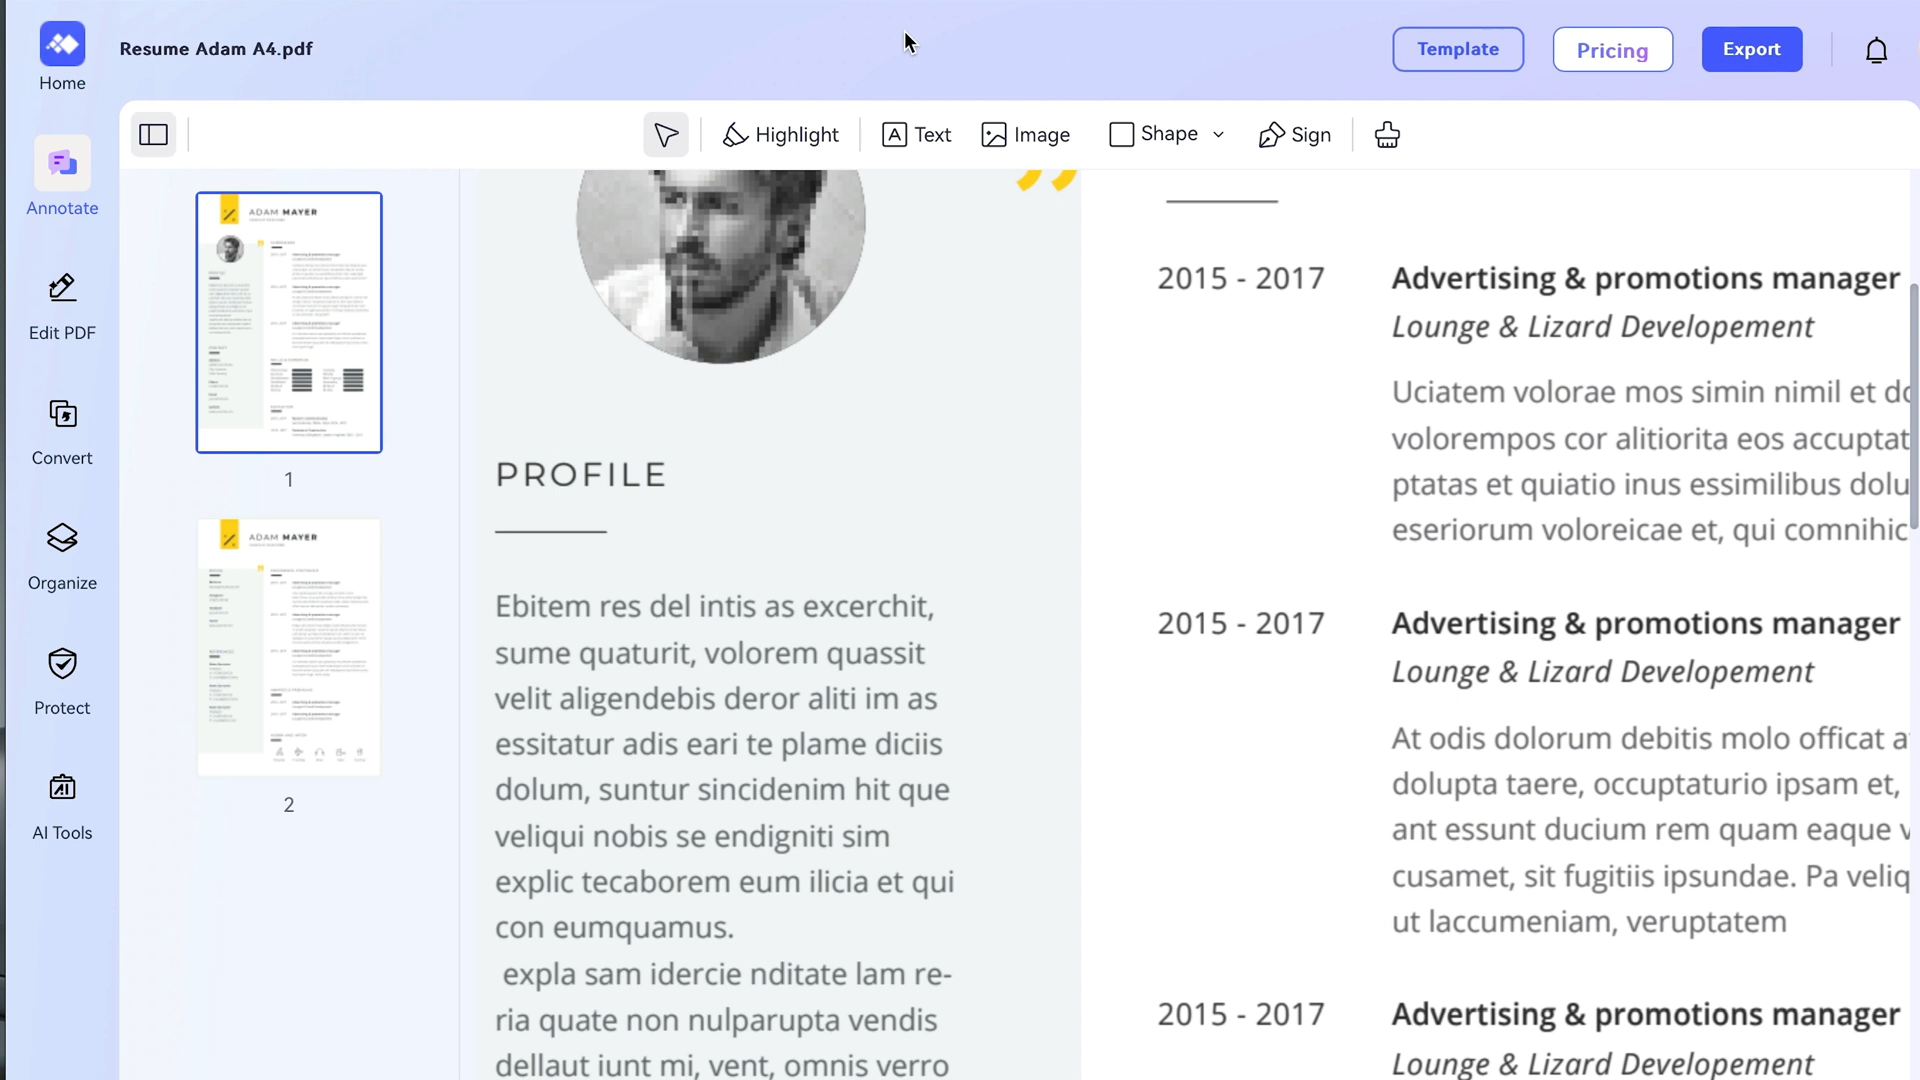 Resume Adam A4.pdf
Template
Pricing
Export
Home
Annotate
Edit PDF
Convert
Organize
Protect
AI Tools
Highlight
Text
Image
Shape
Sign
ADAM MAYER
1
ADAM MAYER
2
PROFILE
Ebitem res del intis as excerchit,
sume quaturit, volorem quassit
velit aligendebis deror aliti im as
essitatur adis eari te plame diciis
dolum, suntur sincidenim hit que
veliqui nobis se endigniti sim
explic tecaborem eum ilicia et qui
con eumquamus.
expla sam idercie nditate lam re-
ria quate non nulparupta vendis
dellaut iunt mi, vent, omnis verro
2015 - 2017
Advertising & promotions manager
Lounge & Lizard Developement
Uciatem volorae mos simin nimil et
volorempos cor alitiorita eos accuptat
ptatas et quiatio inus essimilibus dolu
eseriorum voloreicae et, qui comnihic
2015 - 2017
Advertising & promotions manager
Lounge & Lizard Developement
At odis dolorum debitis molo officat
dolupta taere, occuptaturio ipsam et,
ant essunt ducium rem quam eaque
cusamet, sit fugitiis ipsundae. Pa veliq
ut laccumeniam, veruptatem
2015 - 2017
Advertising & promotions manager
Lounge & Lizard Developement